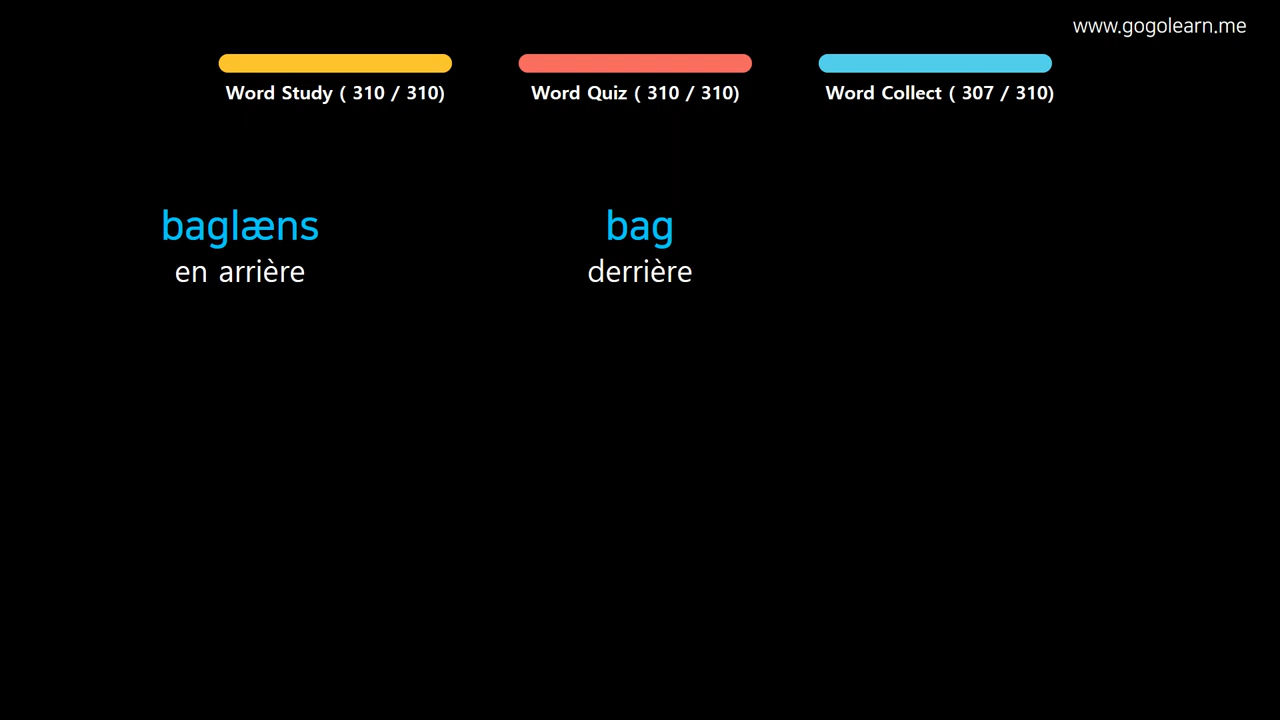 www.gogolearn.me
Word Study ( 310 / 310)
Word Quiz ( 310 / 310)
Word Collect ( 307 / 310)
baglæns
en arrière
bag
derrière